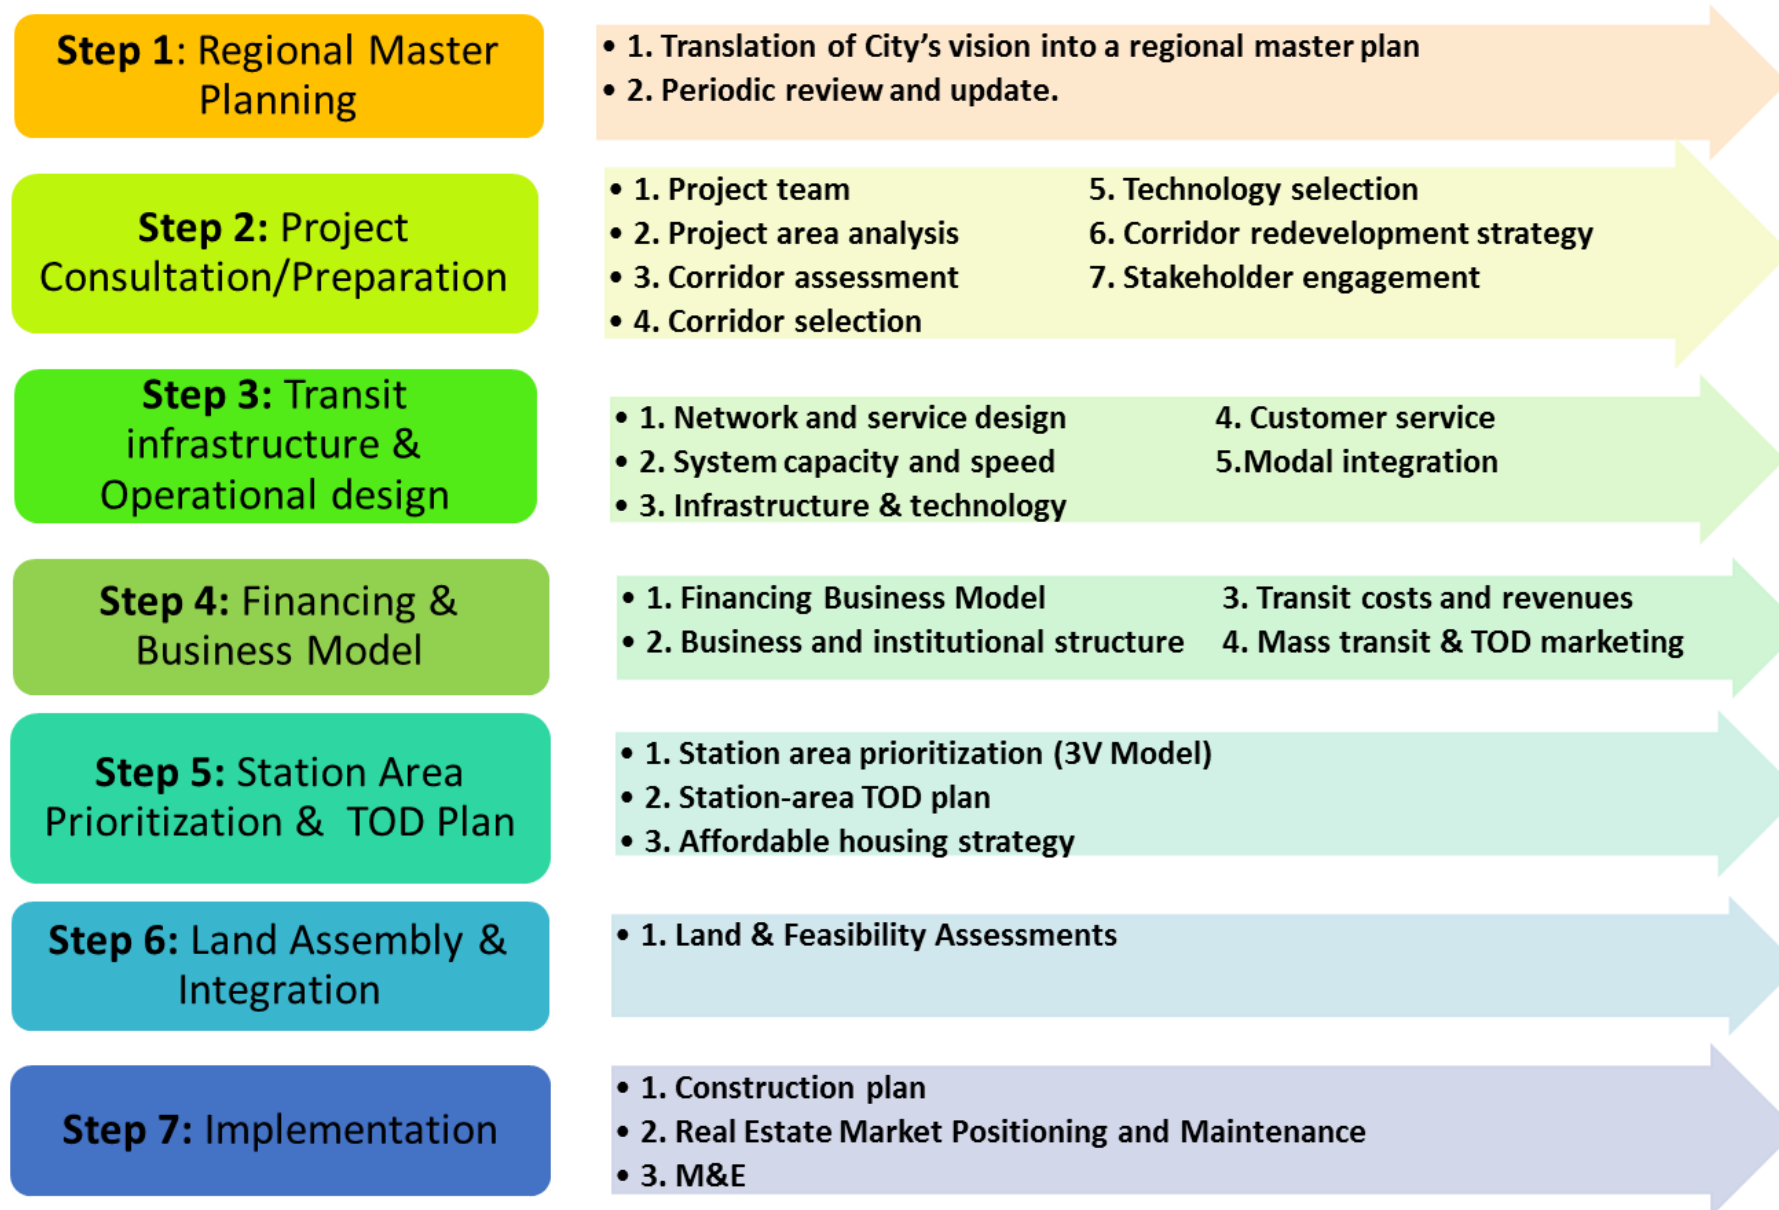 Step 1: Regional Master
Planning
• 1. Translation of City's vision into a regional master plan
• 2. Periodic review and update.
Step 2: Project
Consultation/Preparation
• 1. Project team
• 2. Project area analysis
• 3. Corridor assessment
• 4. Corridor selection
5. Technology selection
6. Corridor redevelopment strategy
7. Stakeholder engagement
Step 3: Transit
infrastructure &
Operational design
• 1. Network and service design
• 2. System capacity and speed
• 3. Infrastructure & technology
4. Customer service
5.Modal integration
Step 4: Financing &
Business Model
• 1. Financing Business Model
• 2. Business and institutional structure
3. Transit costs and revenues
4. Mass transit & TOD marketing
Step 5: Station Area
Prioritization & TOD Plan
• 1. Station area prioritization (3V Model)
• 2. Station-area TOD plan
• 3. Affordable housing strategy
Step 6: Land Assembly &
Integration
• 1. Land & Feasibility Assessments
Step 7: Implementation
• 1. Construction plan
• 2. Real Estate Market Positioning and Maintenance
• 3. M&E